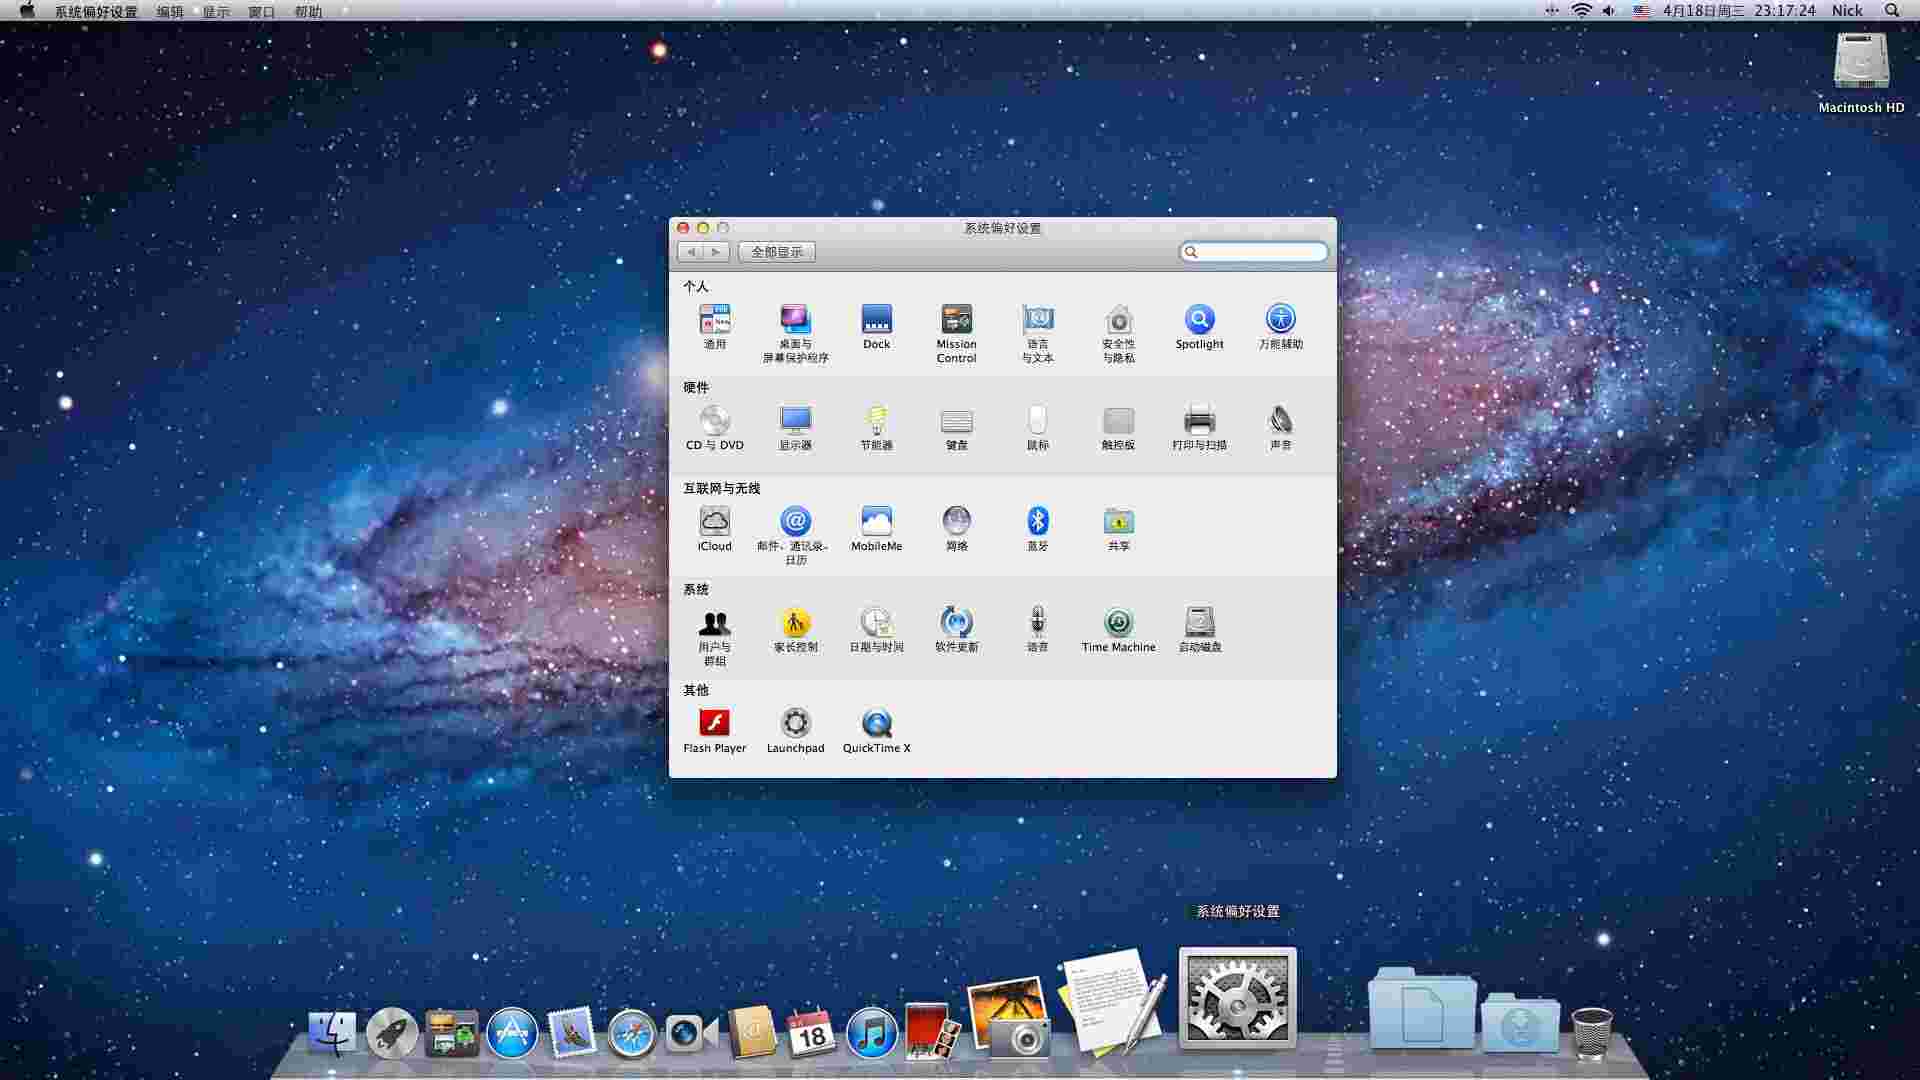 系统偏好设置 编辑 显示 窗口 帮助
4月18日周三 23:17:24 Nick
Macintosh HD
系统偏好设置
全部显示
个人
通用
桌面与
屏幕保护程序
Dock
Mission
Control
语言
与文本
安全性
与隐私
Spotlight
万能辅助
硬件
CD 与 DVD
显示器
节能器
键盘
鼠标
触控板
打印与扫描
声音
互联网与无线
iCloud
邮件、通讯录、
日历
MobileMe
网络
蓝牙
共享
系统
用户与
群组
家长控制
日期与时间
软件更新
语音
Time Machine
启动磁盘
其他
Flash Player
Launchpad
QuickTime X
系统偏好设置
18